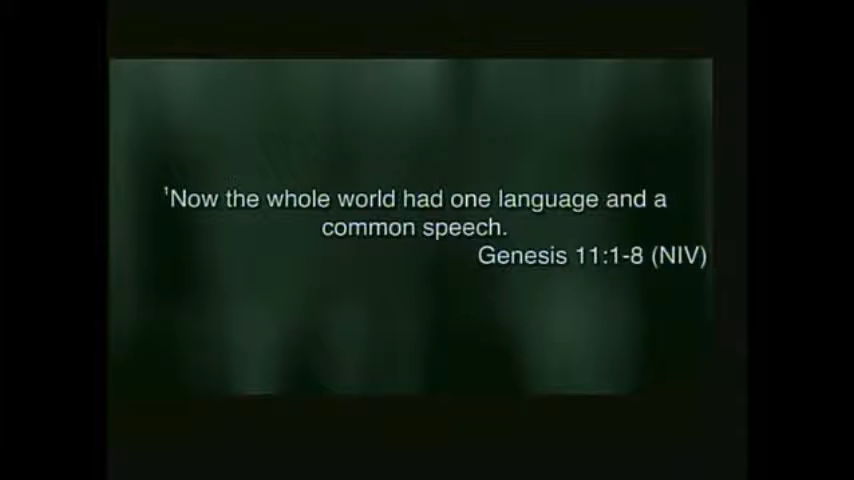 ¹Now the whole world had one language and a
common speech.
Genesis 11:1-8 (NIV)